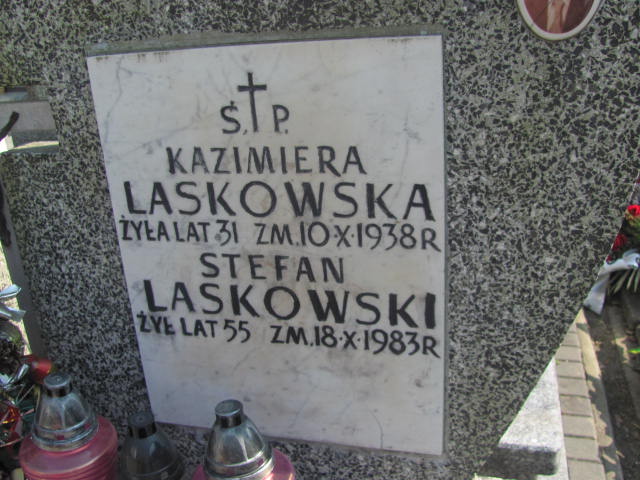 Ś. P.
KAZIMIERA
LASKOWSKA
ŻYŁA LAT 31 ZM. 10·X·1938 R
STEFAN
LASKOWSKI
ŻYŁ LAT 55 ZM. 18·X·1983 R